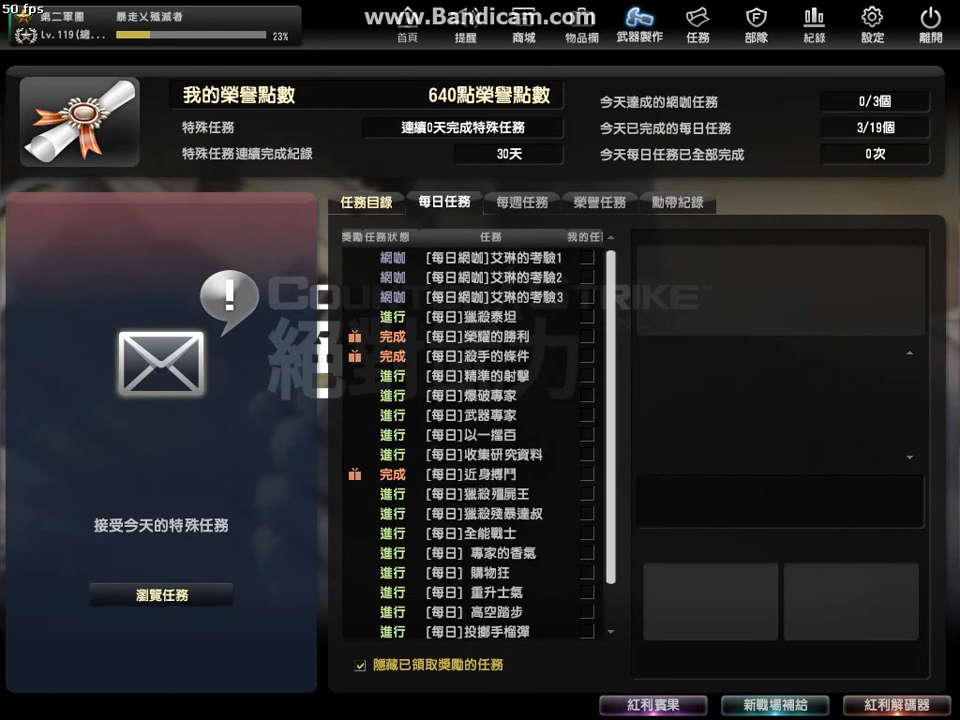 50 fps
第二軍團 暴走乂殲滅者
Lv.119(總... 23%
www.Bandicam.com
首頁 提醒 商城 物品欄 武器製作 任務 部隊 紀錄 設定 離開
我的榮譽點數 640點榮譽點數
特殊任務 連續0天完成特殊任務
特殊任務連續完成紀錄 30天
今天達成的網咖任務 0/3個
今天已完成的每日任務 3/19個
今天每日任務已全部完成 0次
接受今天的特殊任務
瀏覽任務
任務目錄 每日任務 每週任務 榮譽任務 勳帶紀錄
獎勵 任務狀態 任務 我的任
網咖 [每日網咖]艾琳的考驗1
網咖 [每日網咖]艾琳的考驗2
網咖 [每日網咖]艾琳的考驗3
進行 [每日]獵殺泰坦
完成 [每日]榮耀的勝利
完成 [每日]殺手的條件
進行 [每日]精準的射擊
進行 [每日]爆破專家
進行 [每日]武器專家
進行 [每日]以一擋百
進行 [每日]收集研究資料
完成 [每日]近身搏鬥
進行 [每日]獵殺殭屍王
進行 [每日]獵殺殘暴達叔
進行 [每日]全能戰士
進行 [每日] 專家的香氣
進行 [每日] 購物狂
進行 [每日] 重升士氣
進行 [每日] 高空踏步
進行 [每日]投擲手榴彈
隱藏已領取獎勵的任務
紅利賓果 新戰場補給 紅利解碼器